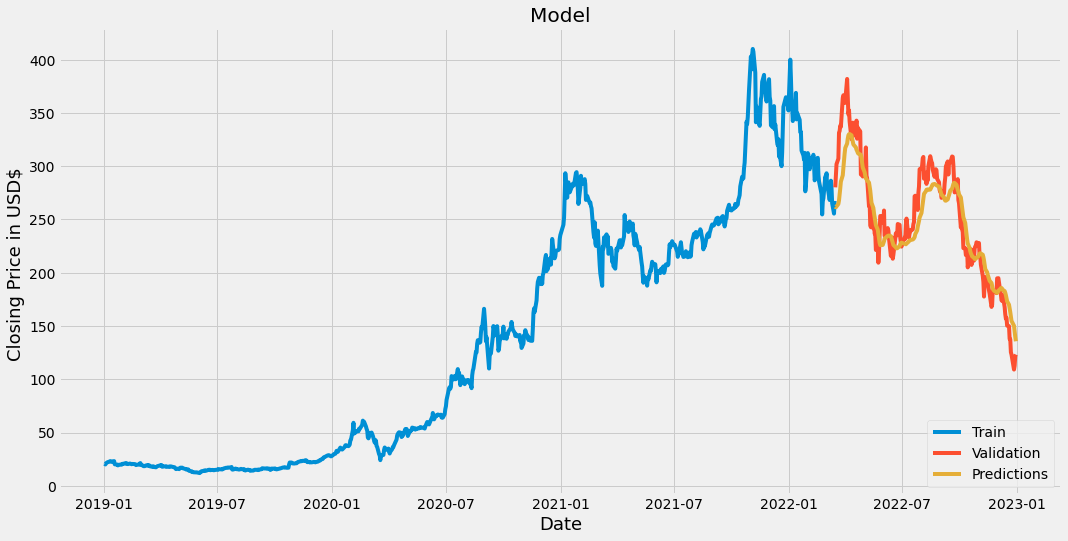 Model
Closing Price in USD$
400
350
300
250
200
150
100
50
0
2019-01 2019-07 2020-01 2020-07 2021-01 2021-07 2022-01 2022-07 2023-01
Date
Train
Validation
Predictions